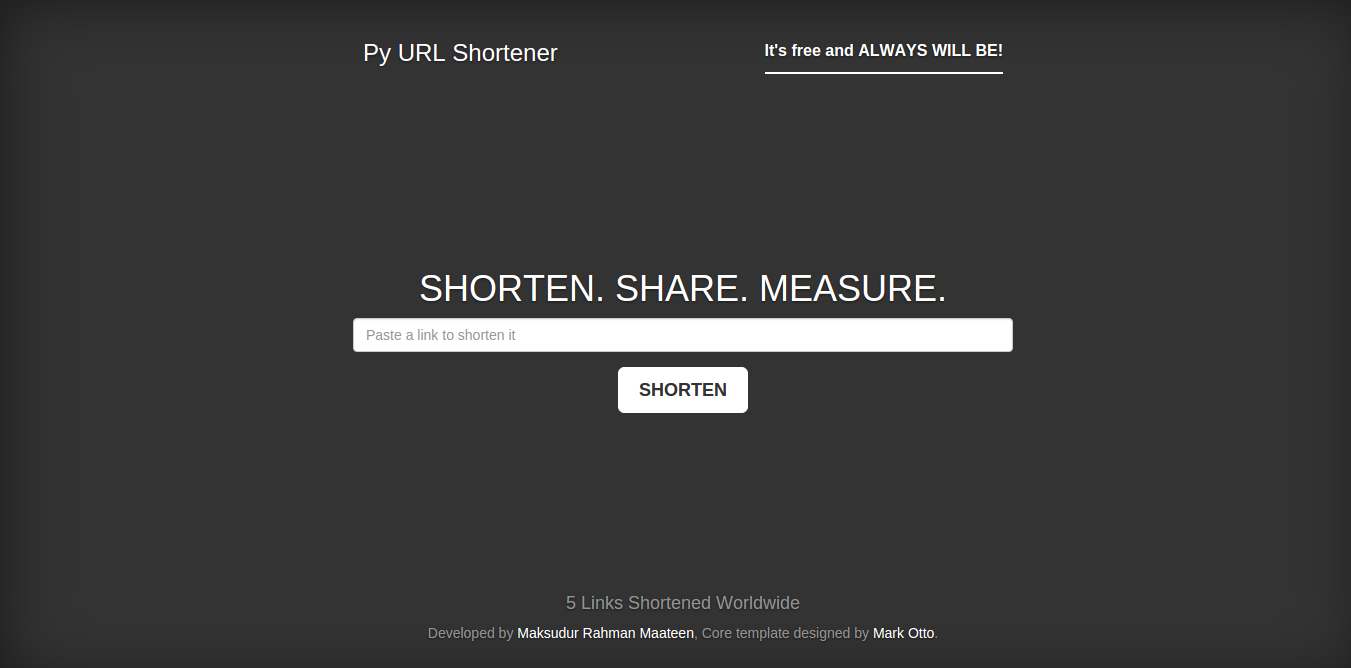 Py URL Shortener
It's free and ALWAYS WILL BE!
SHORTEN. SHARE. MEASURE.
Paste a link to shorten it
SHORTEN
5 Links Shortened Worldwide
Developed by Maksudur Rahman Maateen, Core template designed by Mark Otto.